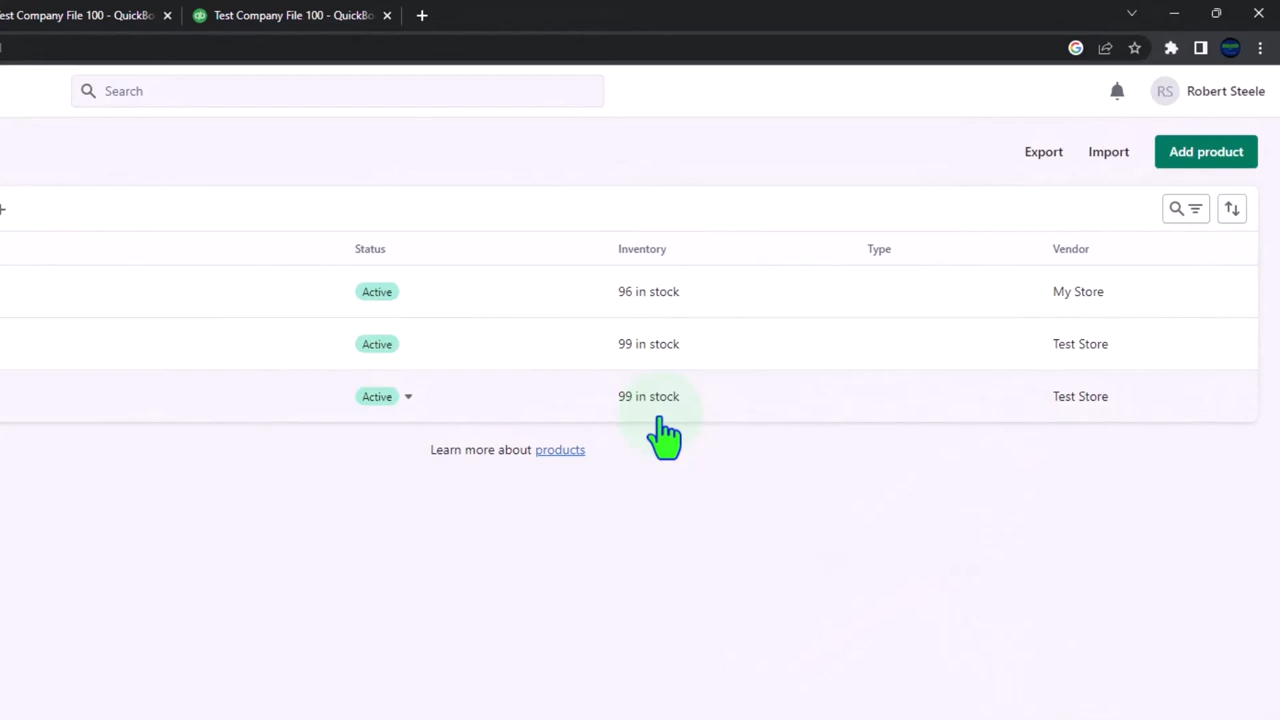 est Company File 100 - QuickBo
Test Company File 100 - QuickBo
Search
RS
Robert Steele
Export
Import
Add product
Status
Inventory
Type
Vendor
Active
96 in stock
My Store
Active
99 in stock
Test Store
Active
99 in stock
Test Store
Learn more about products